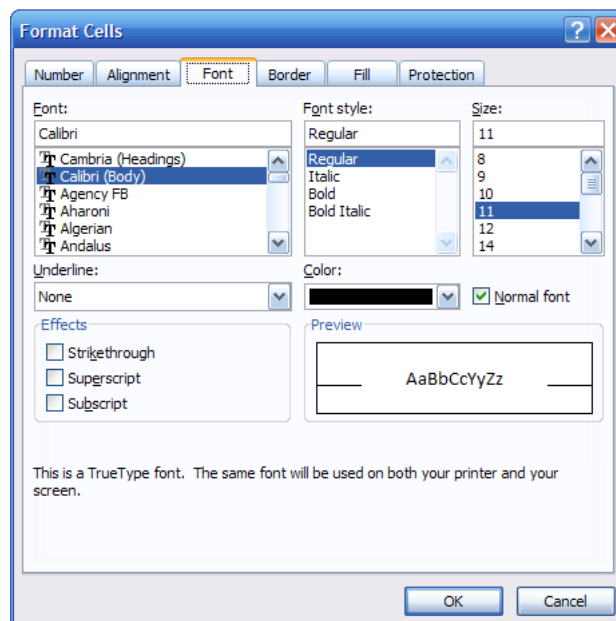 Format Cells
Number Alignment Font Border Fill Protection
Font: Font style: Size:
Calibri Regular 11
Cambria (Headings) Regular 8
Calibri (Body) Italic 9
Agency FB Bold 10
Aharoni Bold Italic 11
Algerian 12
Andalus 14
Underline: Color:
None Normal font
Effects Preview
Strikethrough
Superscript AaBbCcYyZz
Subscript
This is a TrueType font. The same font will be used on both your printer and your
screen.
OK Cancel